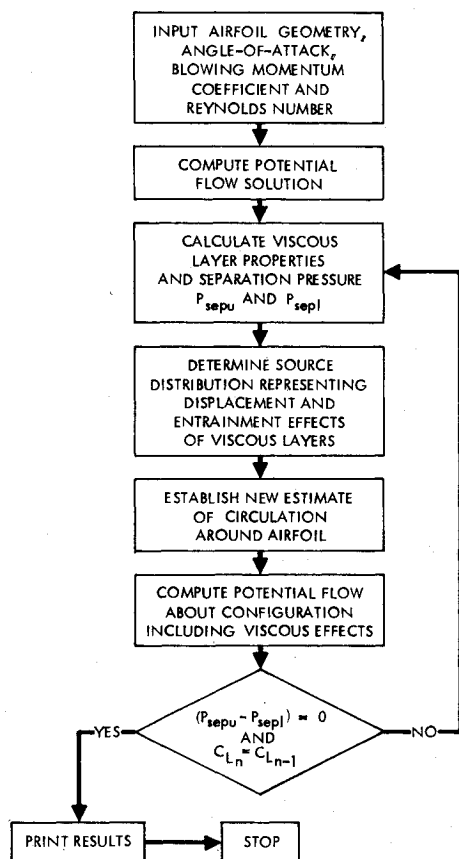 INPUT AIRFOIL GEOMETRY,
ANGLE-OF-ATTACK,
BLOWING MOMENTUM
COEFFICIENT AND
REYNOLDS NUMBER
COMPUTE POTENTIAL
FLOW SOLUTION
CALCULATE VISCOUS
LAYER PROPERTIES
AND SEPARATION PRESSURE
P_sepu AND P_sepl
DETERMINE SOURCE
DISTRIBUTION REPRESENTING
DISPLACEMENT AND
ENTRAINMENT EFFECTS
OF VISCOUS LAYERS
ESTABLISH NEW ESTIMATE
OF CIRCULATION
AROUND AIRFOIL
COMPUTE POTENTIAL FLOW
ABOUT CONFIGURATION
INCLUDING VISCOUS EFFECTS
(P_sepu - P_sepl) = 0
YES AND NO
C_L_n = C_L_n-1
PRINT RESULTS STOP